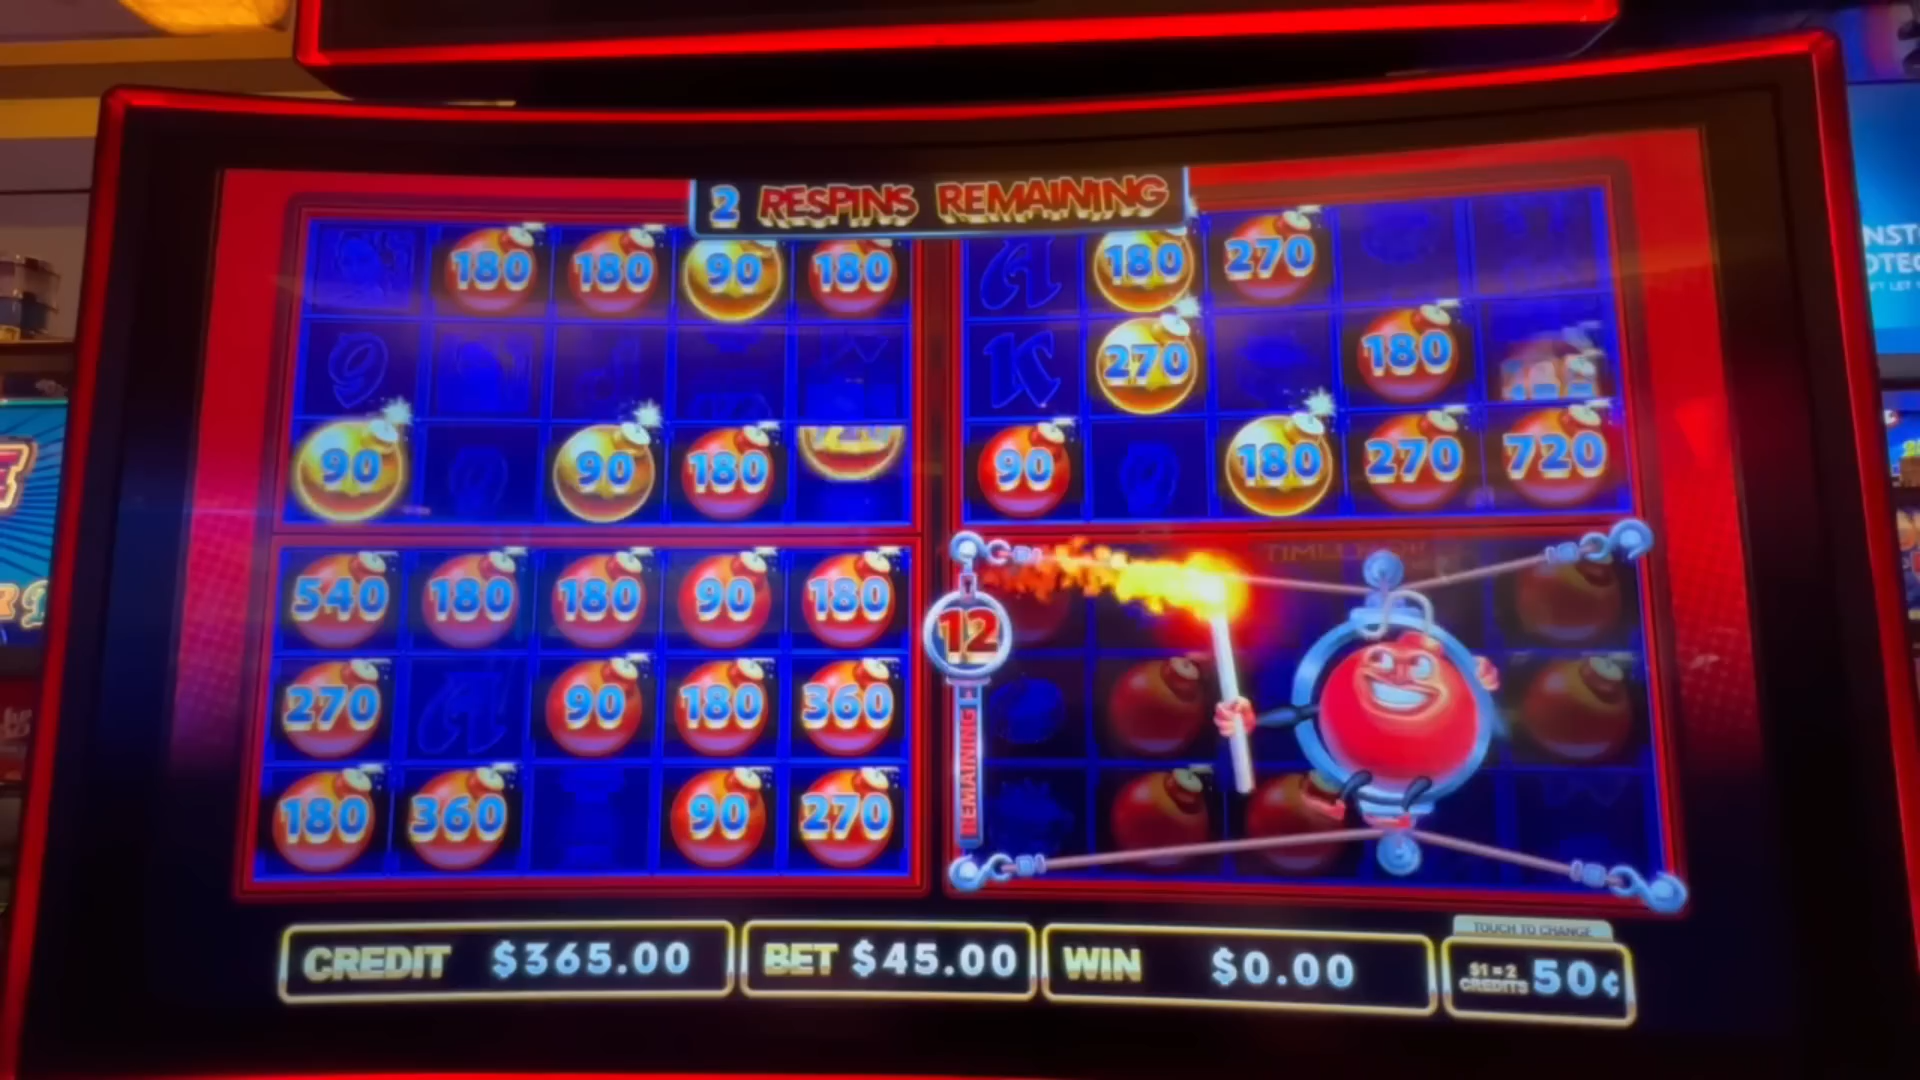 2 RESPINS REMAINING
180 180 90 180
180 270
G
K 270 180
90 90 180
90 180 270 720
540 180 180 90 180
12
REMAINING
270 A 90 180 360
180 360 90 270
CREDIT $365.00
BET $45.00
WIN $0.00
TOUCH TO CHANGE
$1=2 CREDITS 50¢